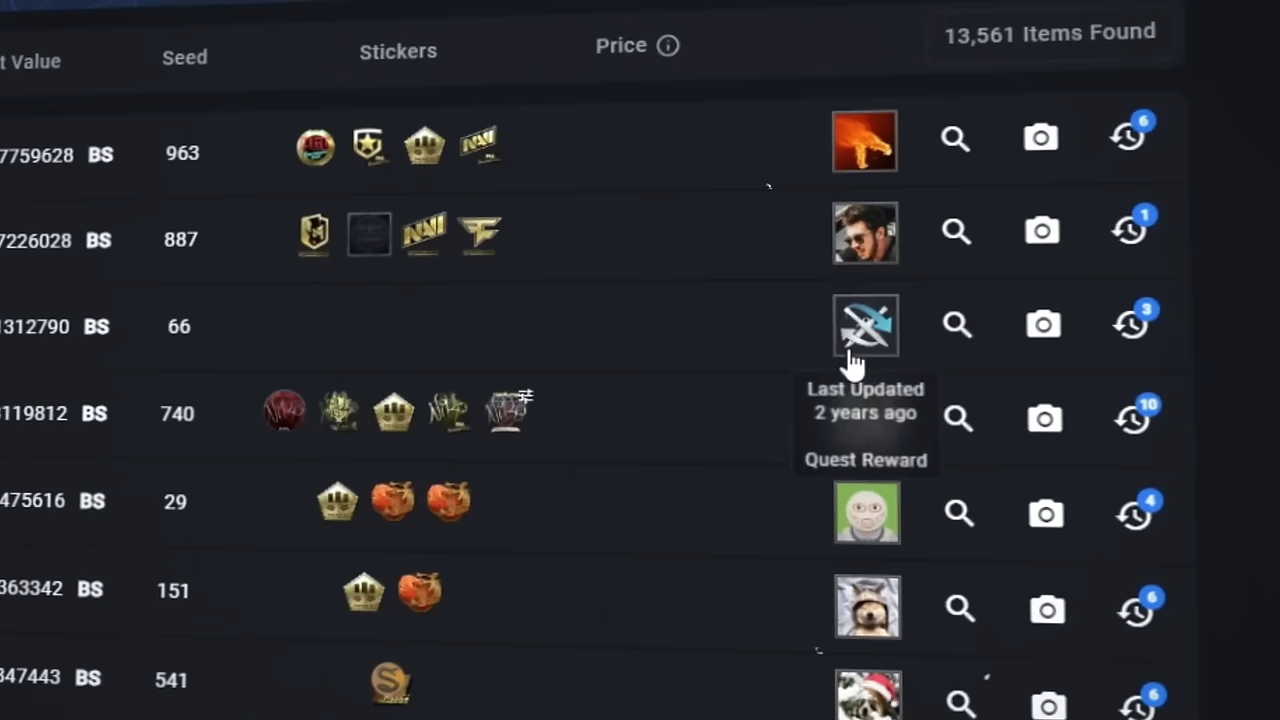 t Value Seed Stickers Price 13,561 Items Found
7759628 BS 963 6
7226028 BS 887 1
1312790 BS 66 3
Last Updated
2 years ago
3119812 BS 740 10
Quest Reward
475616 BS 29 4
363342 BS 151 6
347443 BS 541 6